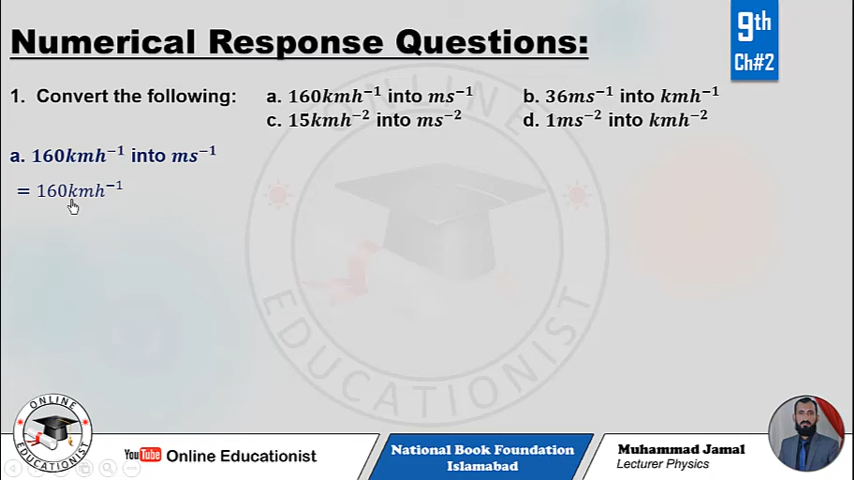 Numerical Response Questions:
9th
Ch#2
1. Convert the following: a. 160kmh⁻¹ into ms⁻¹ b. 36ms⁻¹ into kmh⁻¹
c. 15kmh⁻² into ms⁻² d. 1ms⁻² into kmh⁻²
a. 160kmh⁻¹ into ms⁻¹
= 160kmh⁻¹
ONLINE
EDUCATIONIST
ONLINE
EDUCATIONIST
YouTube Online Educationist
National Book Foundation
Islamabad
Muhammad Jamal
Lecturer Physics